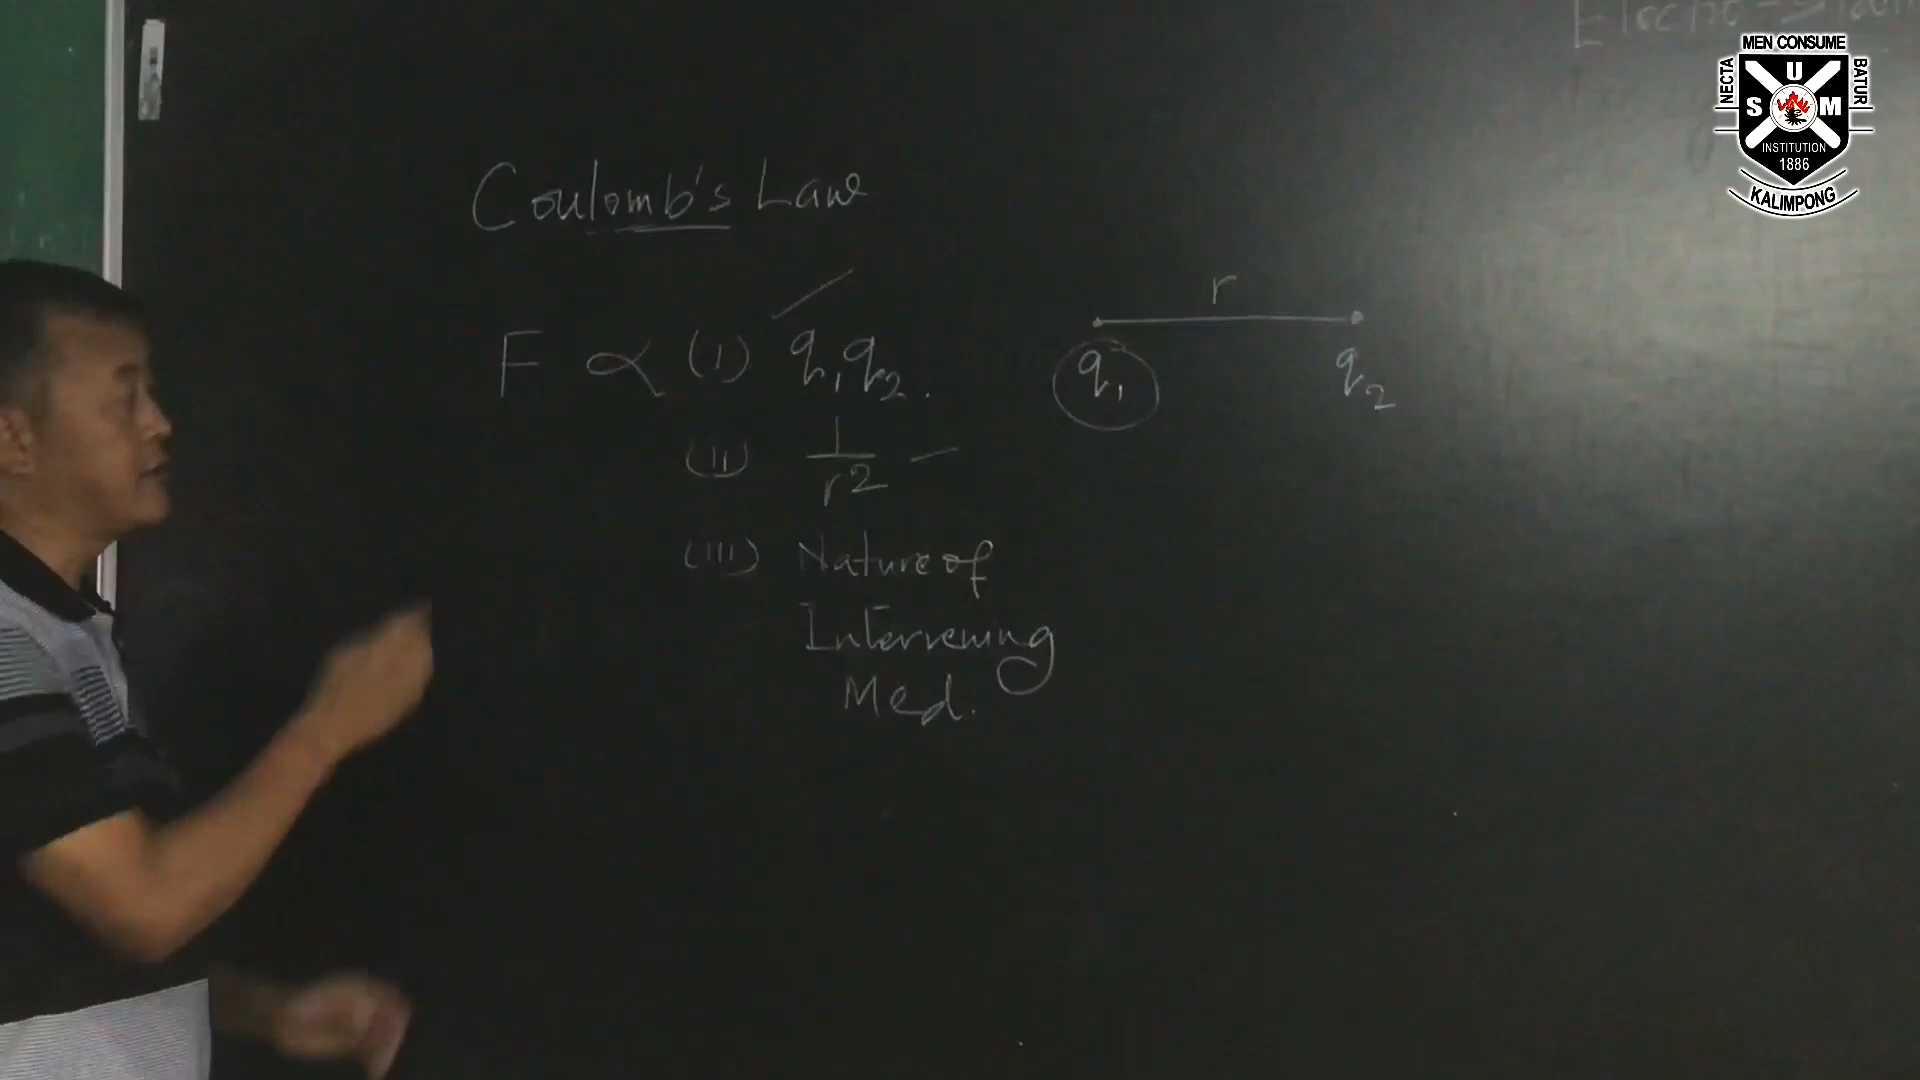 MEN CONSUME
NECTA
BATUR
U
S M
INSTITUTION
1886
KALIMPONG
Coulomb's Law
F ∝ (I) q₁q₂.
(II) 1/r²
(III) Nature of
Intervening
Med.
r
q₁ q₂